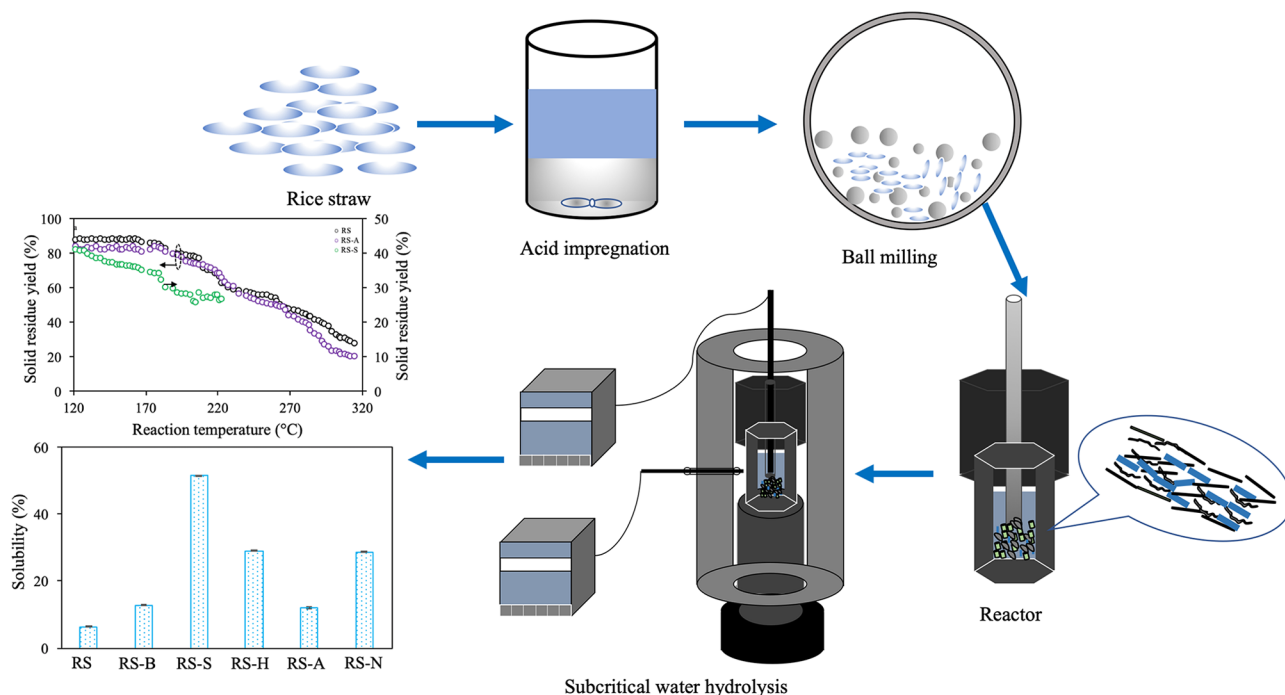 Rice straw
Acid impregnation
Ball milling
Reactor
Subcritical water hydrolysis
Solid residue yield (%)
100
80
60
40
20
0
50
40
30
20
10
0
Solid residue yield (%)
RS
RS-A
RS-S
120 170 220 270 320
Reaction temperature (°C)
Solubility (%)
60
40
20
0
RS RS-B RS-S RS-H RS-A RS-N